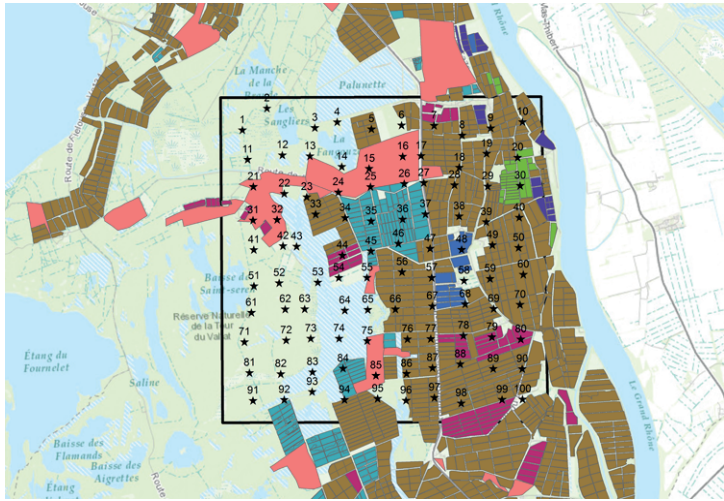 Rhône
Mas-Thibert
La Manche
de la
Palunette
2
Les
Sangliers
1 3 4 5 6 8 9 10
La
11 12 13 14 15 16 17 18 19 20
21 22 23 24 25 26 27 28 29 30
31 32 33 34 35 36 37 38 39 40
41 42 43 44 45 46 47 48 49 50
Baisse de
51 52 53 54 55 56 57 58 59 60
61 62 63 64 65 66 67 68 69 70
Réserve Naturelle
de la Tour
du Valat
71 72 73 74 75 76 77 78 79 80
Étang du
Fournelet
81 82 83 84 85 86 87 88 89 90
Saline
91 92 93 94 95 96 97 98 99 100
Le Grand Rhône
Baisse des
Flamands
Baisse des
Aigrettes
Étang
Route